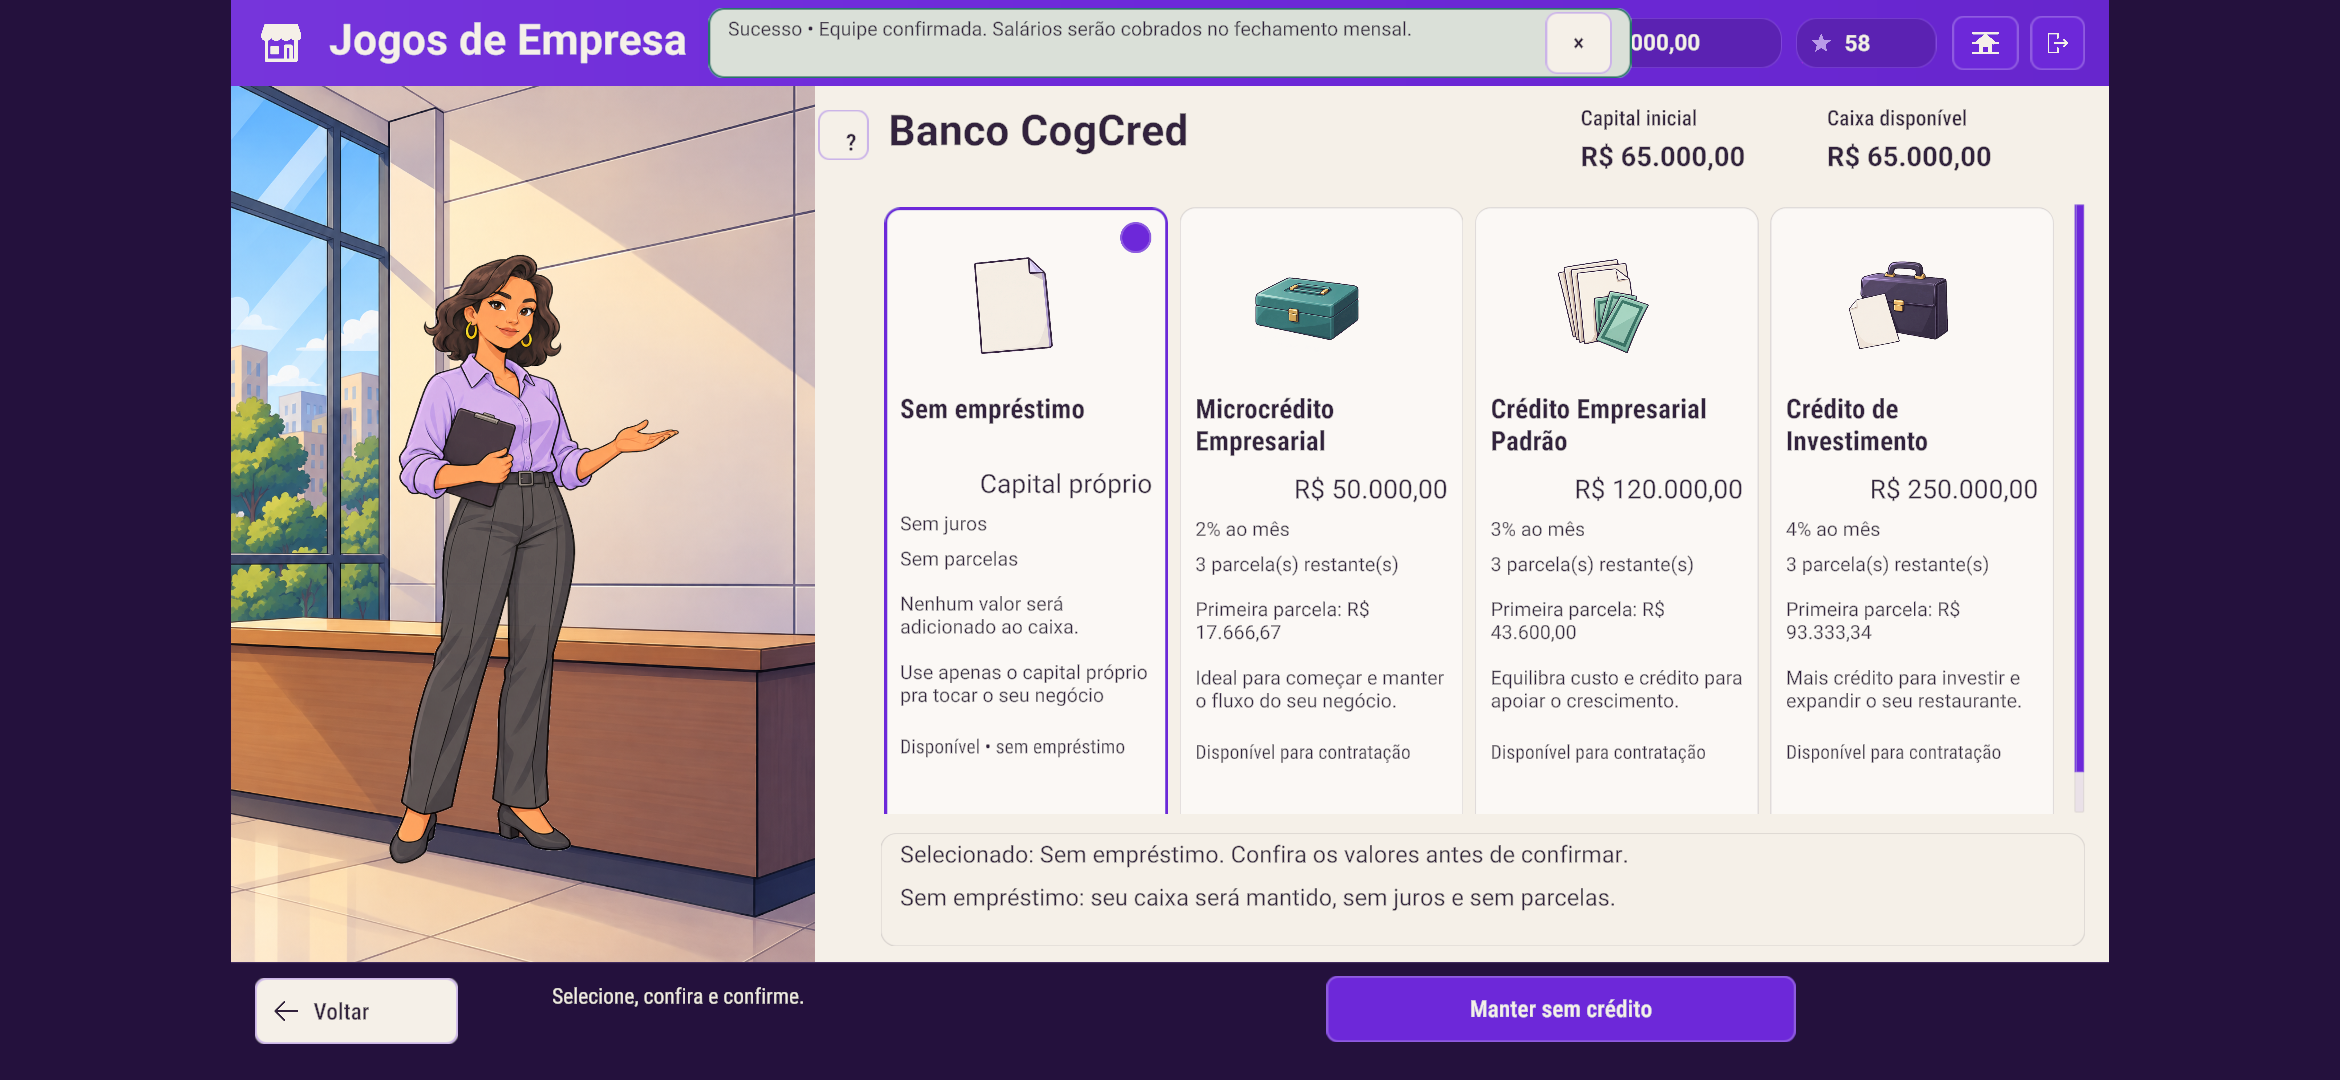 Jogos de Empresa
Sucesso • Equipe confirmada. Salários serão cobrados no fechamento mensal.
×
000,00
58
?
Banco CogCred
Capital inicial
R$ 65.000,00
Caixa disponível
R$ 65.000,00
Sem empréstimo
Capital próprio
Sem juros
Sem parcelas
Nenhum valor será
adicionado ao caixa.
Use apenas o capital próprio
pra tocar o seu negócio
Disponível • sem empréstimo
Microcrédito
Empresarial
R$ 50.000,00
2% ao mês
3 parcela(s) restante(s)
Primeira parcela: R$
17.666,67
Ideal para começar e manter
o fluxo do seu negócio.
Disponível para contratação
Crédito Empresarial
Padrão
R$ 120.000,00
3% ao mês
3 parcela(s) restante(s)
Primeira parcela: R$
43.600,00
Equilibra custo e crédito para
apoiar o crescimento.
Disponível para contratação
Crédito de
Investimento
R$ 250.000,00
4% ao mês
3 parcela(s) restante(s)
Primeira parcela: R$
93.333,34
Mais crédito para investir e
expandir o seu restaurante.
Disponível para contratação
Selecionado: Sem empréstimo. Confira os valores antes de confirmar.
Sem empréstimo: seu caixa será mantido, sem juros e sem parcelas.
Voltar
Selecione, confira e confirme.
Manter sem crédito